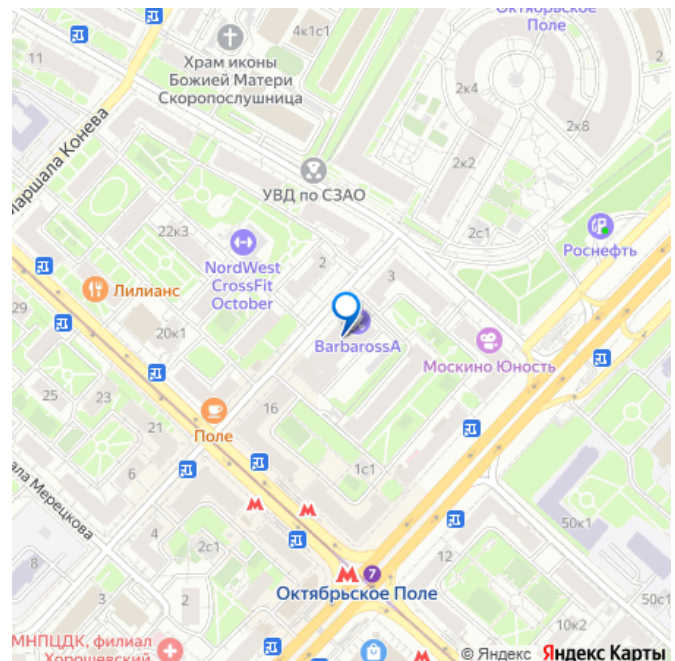 Октябрьское
Поле
4к1с1
2
11
Храм иконы
Божией Матери
Скоропослушница
2к4
2к8
Маршала Конева
2к2
УВД по СЗАО
22к3
2с1
Роснефть
NordWest
CrossFit
October
2
3
Лилианс
29
20к1
BarbarossA
Москино Юность
25
23
21
16
Поле
6
1с1
4
2с1
50к1
8
12
7
Октябрьское Поле
3
2
50с1
10к2
МНПЦДК, филиал
Хорошевский
© Яндекс Яндекс Карты